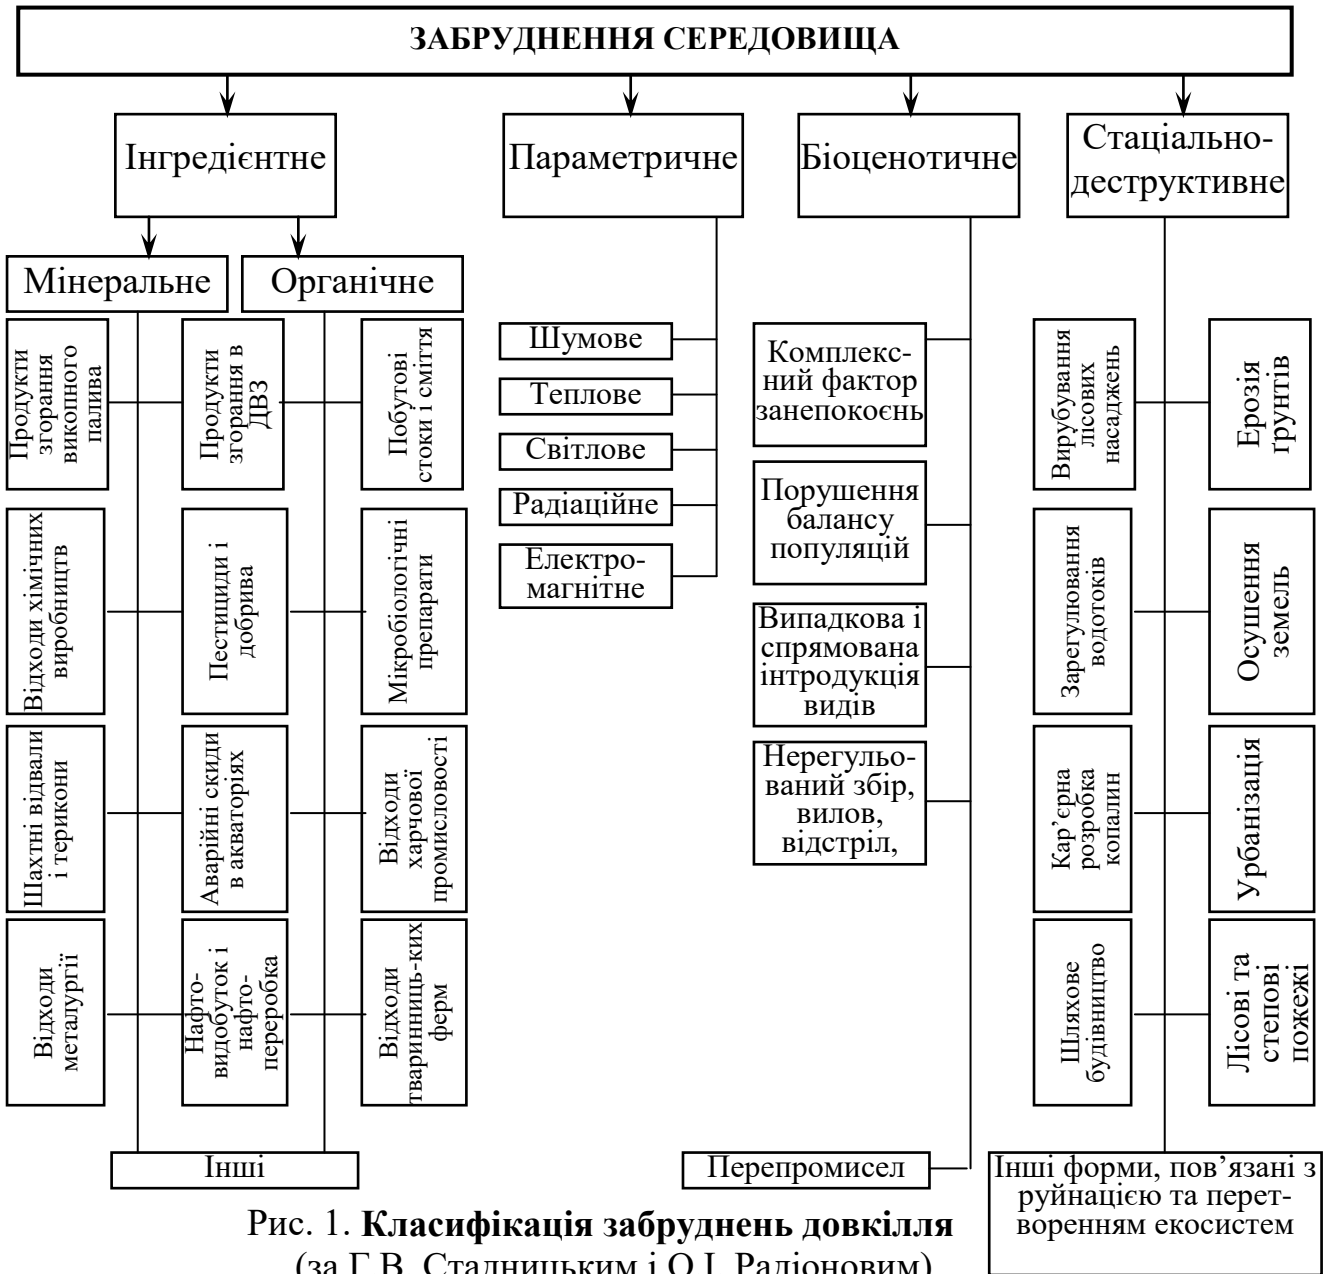 ЗАБРУДНЕННЯ СЕРЕДОВИЩА
Інгредієнтне
Параметричне
Біоценотичне
Стаціально-
деструктивне
Мінеральне
Органічне
Продукти
згорання
викопного
палива
Продукти
згорання в
ДВЗ
Побутові
стоки і сміття
Відходи хімічних
виробництв
Пестициди і
добрива
Мікробіологічні
препарати
Шахтні відвали
і терикони
Аварійні скиди
в акваторіях
Відходи
харчової
промисловості
Відходи
металургії
Нафто-
видобуток і
нафто-
переробка
Відходи
тваринниць-ких
ферм
Інші
Шумове
Теплове
Світлове
Радіаційне
Електро-
магнітне
Комплекс-
ний фактор
занепокоєнь
Порушення
балансу
популяцій
Випадкова і
спрямована
інтродукція
видів
Нерегульо-
ваний збір,
вилов,
відстріл,
Перепромисел
Вирубування
лісових
насаджень
Ерозія
ґрунтів
Зарегулювання
водотоків
Осушення
земель
Кар’єрна
розробка
копалин
Урбанізація
Шляхове
будівництво
Лісові та
степові
пожежі
Інші форми, пов’язані з
руйнацією та перет-
воренням екосистем
Рис. 1. Класифікація забруднень довкілля
(за Г.В. Стадницьким і О.І. Радіоновим)